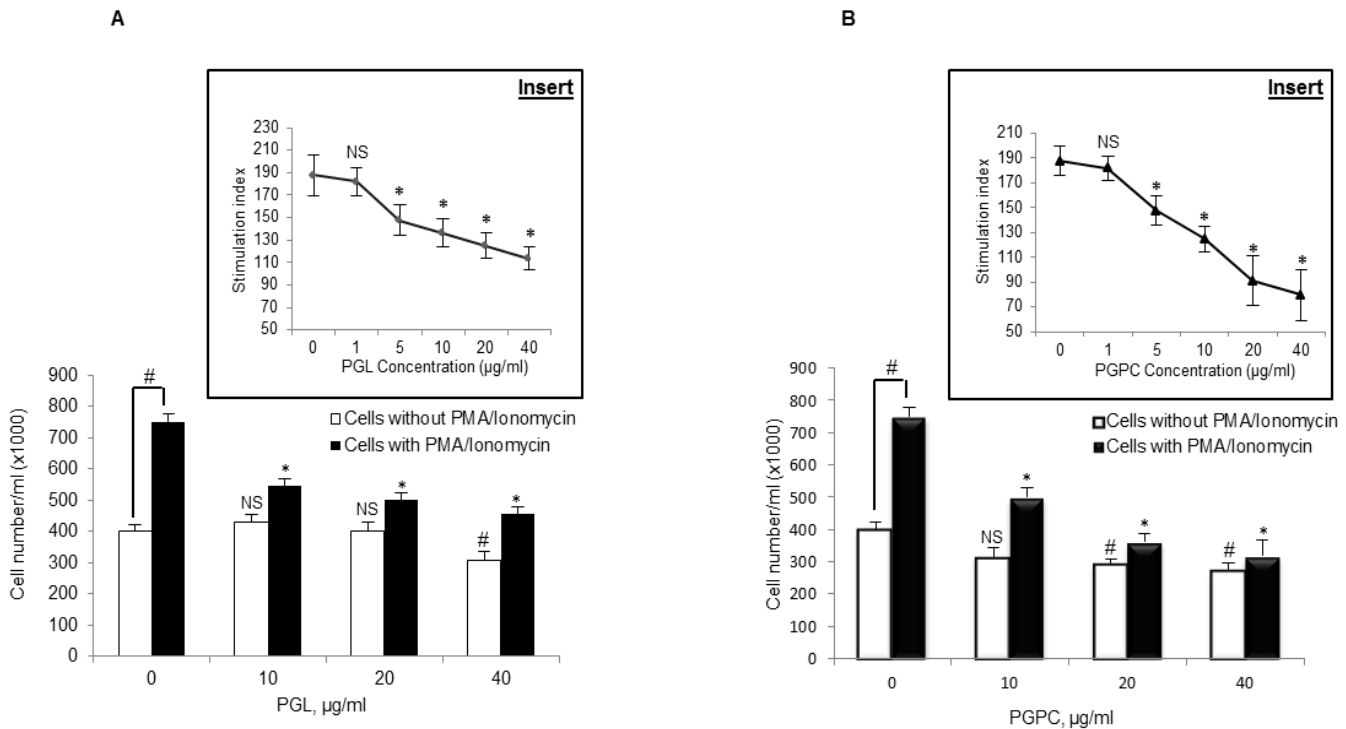 A
Insert
Stimulation index
230
210
190
170
150
130
110
90
70
50
NS
*
*
*
*
0 1 5 10 20 40
PGL Concentration (µg/ml)
Cell number/ml (x1000)
900
800
700
600
500
400
300
200
100
0
#
Cells without PMA/Ionomycin
Cells with PMA/Ionomycin
NS * NS * # *
0 10 20 40
PGL, µg/ml
B
Insert
Stimulation index
210
190
170
150
130
110
90
70
50
NS
*
*
*
*
0 1 5 10 20 40
PGPC Concentration (µg/ml)
Cell number/ml (x1000)
900
800
700
600
500
400
300
200
100
0
#
Cells without PMA/Ionomycin
Cells with PMA/Ionomycin
NS * # * # *
0 10 20 40
PGPC, µg/ml